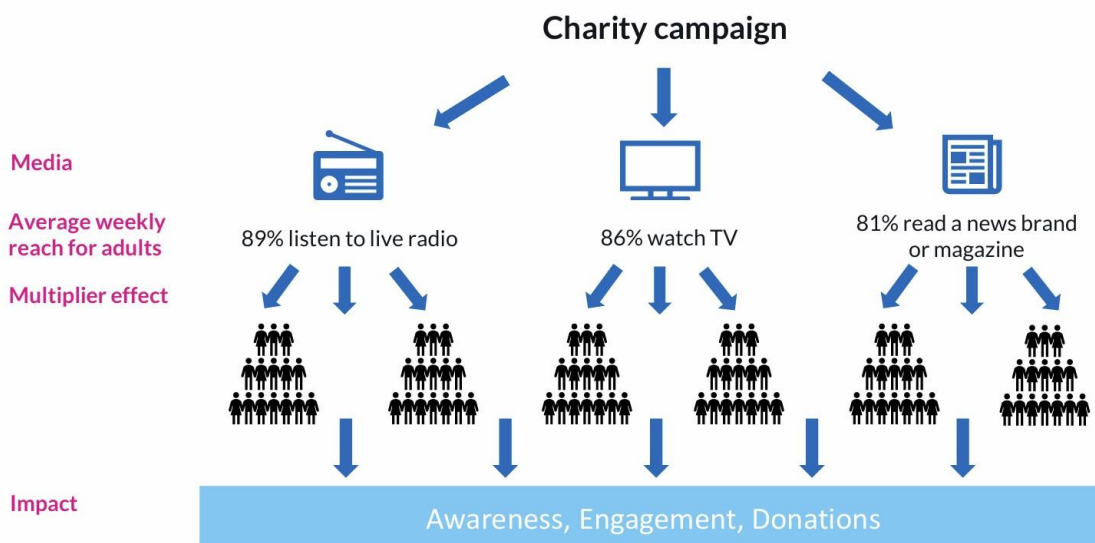 Charity campaign
Media
Average weekly
reach for adults
89% listen to live radio
86% watch TV
81% read a news brand
or magazine
Multiplier effect
Impact
Awareness, Engagement, Donations